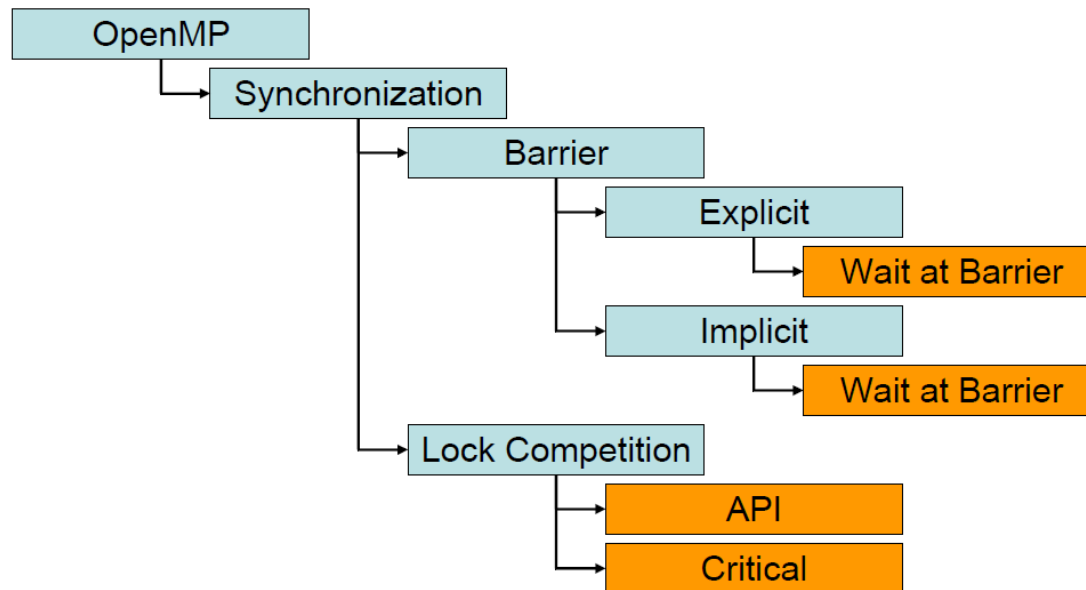 OpenMP
Synchronization
Barrier
Explicit
Wait at Barrier
Implicit
Wait at Barrier
Lock Competition
API
Critical